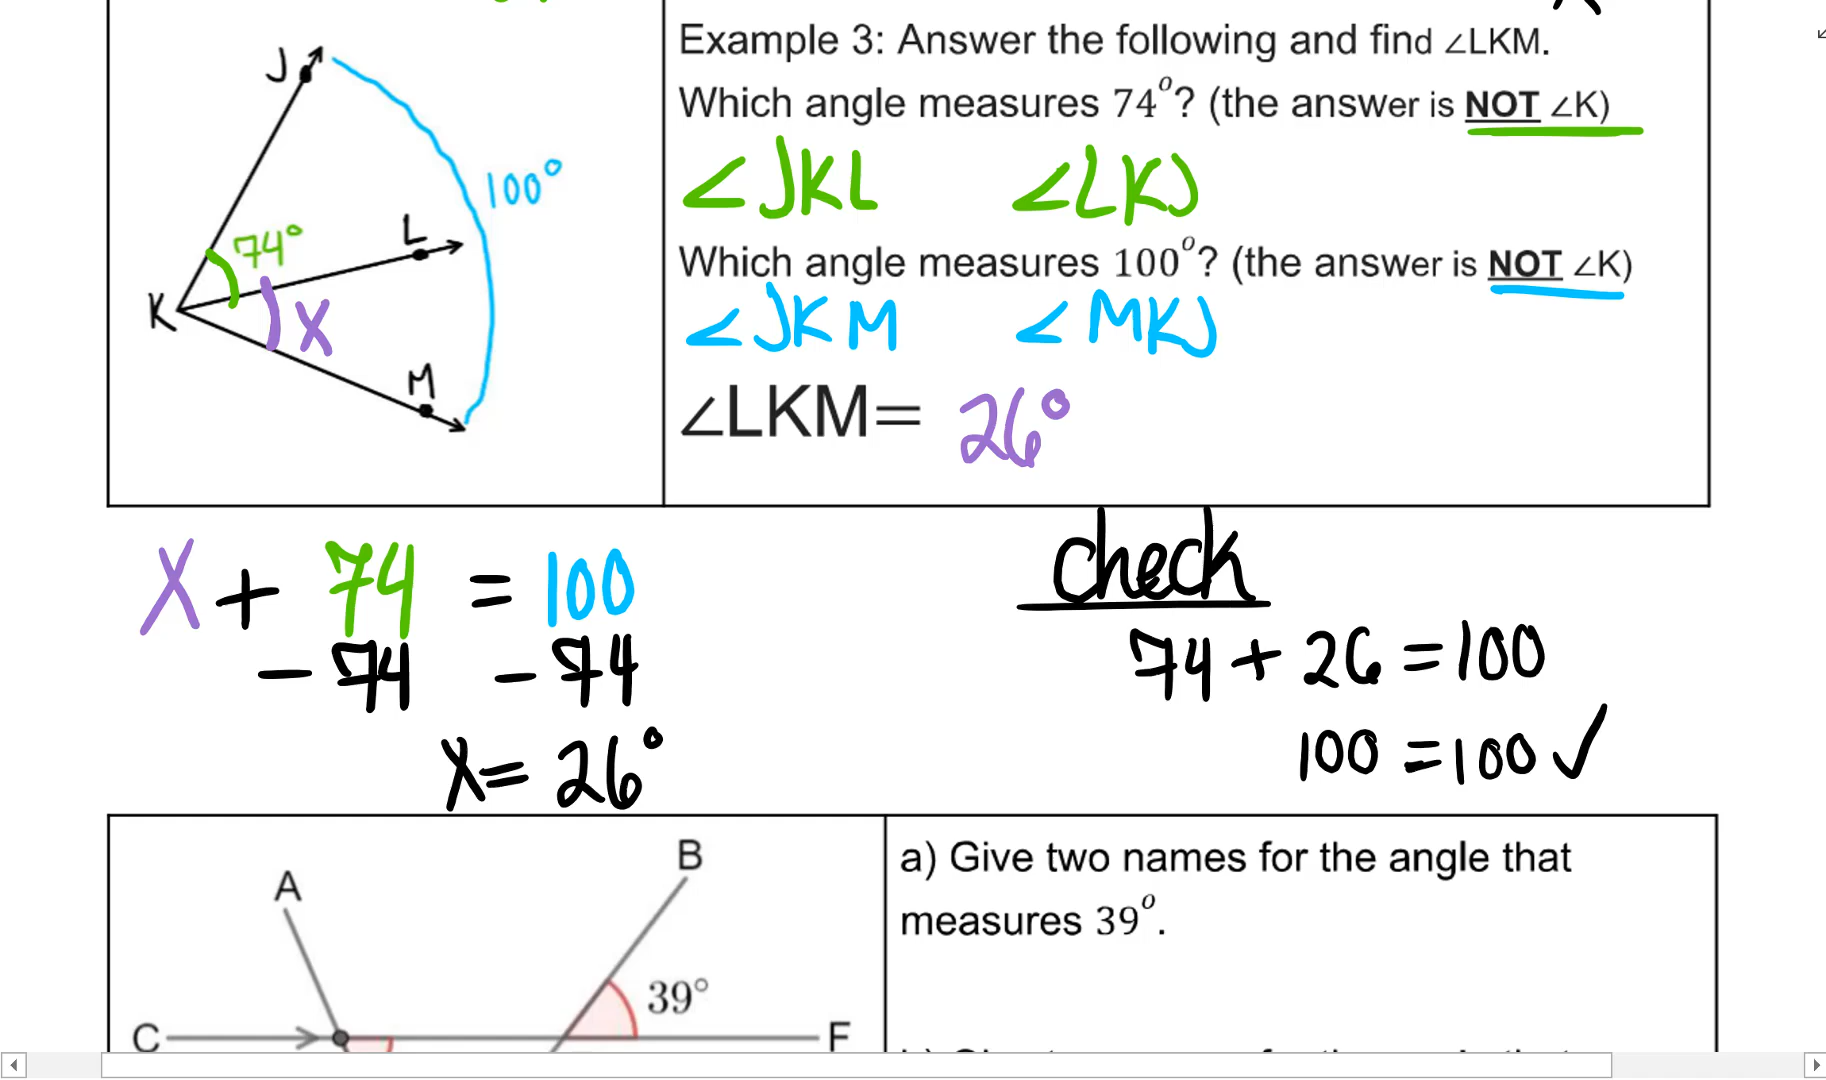 J
100°
74°
L
K
X
M
Example 3: Answer the following and find ∠LKM.
Which angle measures 74°? (the answer is NOT ∠K)
∠JKL ∠LKJ
Which angle measures 100°? (the answer is NOT ∠K)
∠JKM ∠MKJ
∠LKM= 26°
X + 74 = 100
- 74 - 74
X= 26°
check
74 + 26 = 100
100 = 100 ✓
B
A
39°
C
F
a) Give two names for the angle that
measures 39°.